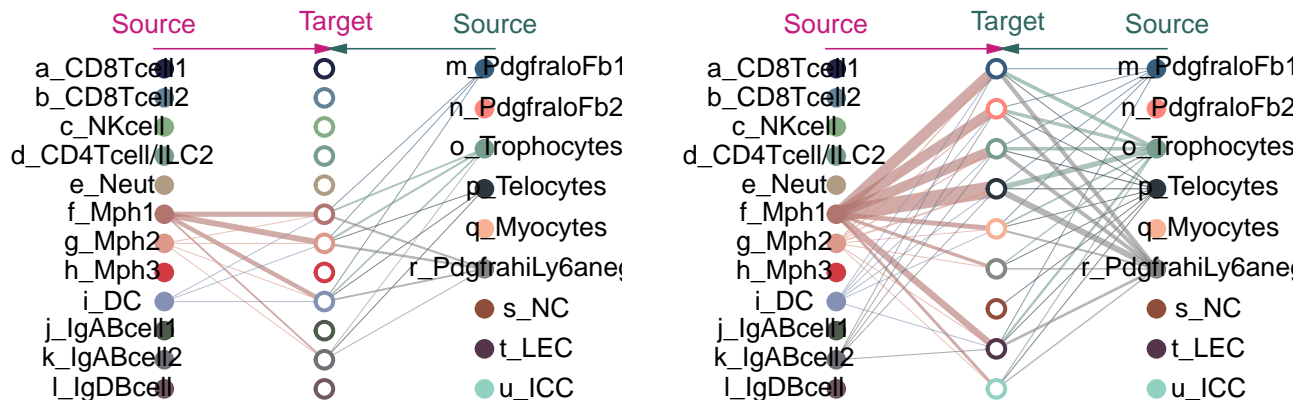 Source Target Source
a_CD8Tcell1
b_CD8Tcell2
c_NKcell
d_CD4Tcell/ILC2
e_Neut
f_Mph1
g_Mph2
h_Mph3
i_DC
j_IgABcell1
k_IgABcell2
l_IgDBcell
m_PdgfraloFb1
n_PdgfraloFb2
o_Trophocytes
p_Telocytes
q_Myocytes
r_PdgfrahiLy6aneg
s_NC
t_LEC
u_ICC
Source Target Source
a_CD8Tcell1
b_CD8Tcell2
c_NKcell
d_CD4Tcell/ILC2
e_Neut
f_Mph1
g_Mph2
h_Mph3
i_DC
j_IgABcell1
k_IgABcell2
l_IgDBcell
m_PdgfraloFb1
n_PdgfraloFb2
o_Trophocytes
p_Telocytes
q_Myocytes
r_PdgfrahiLy6aneg
s_NC
t_LEC
u_ICC